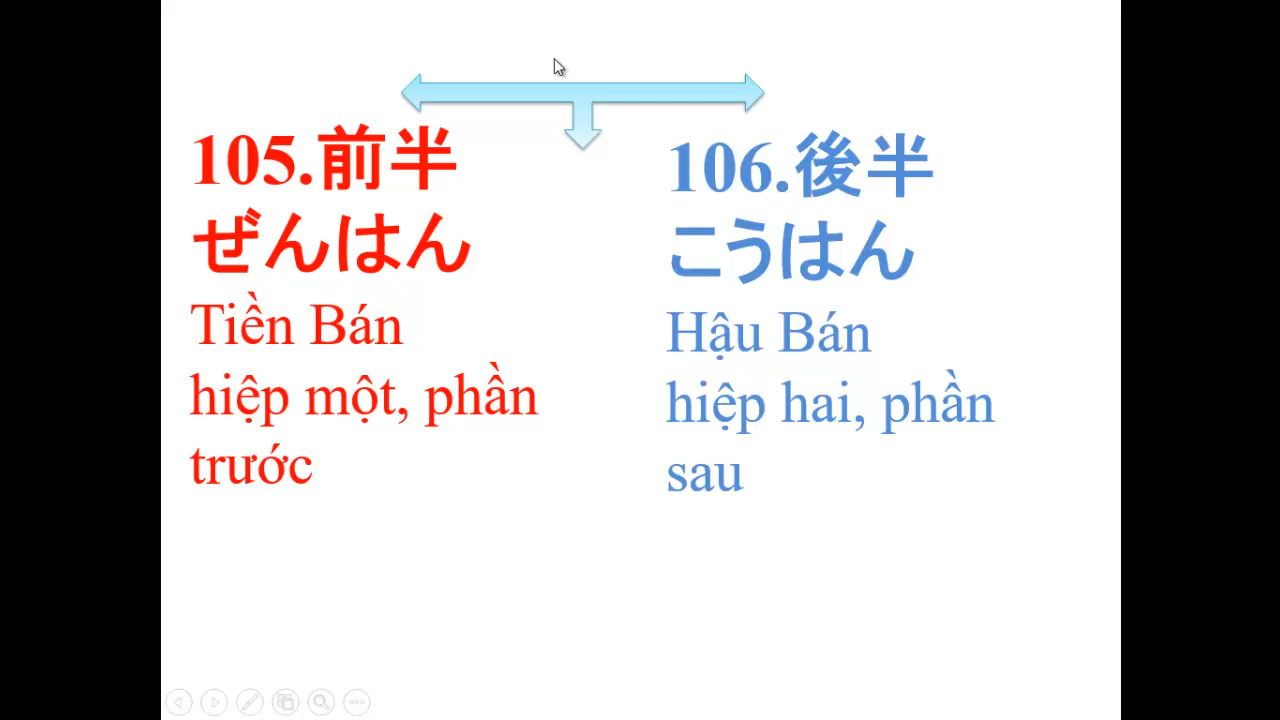 105.前半
ぜんはん
Tiền Bán
hiệp một, phần
trước
106.後半
こうはん
Hậu Bán
hiệp hai, phần
sau